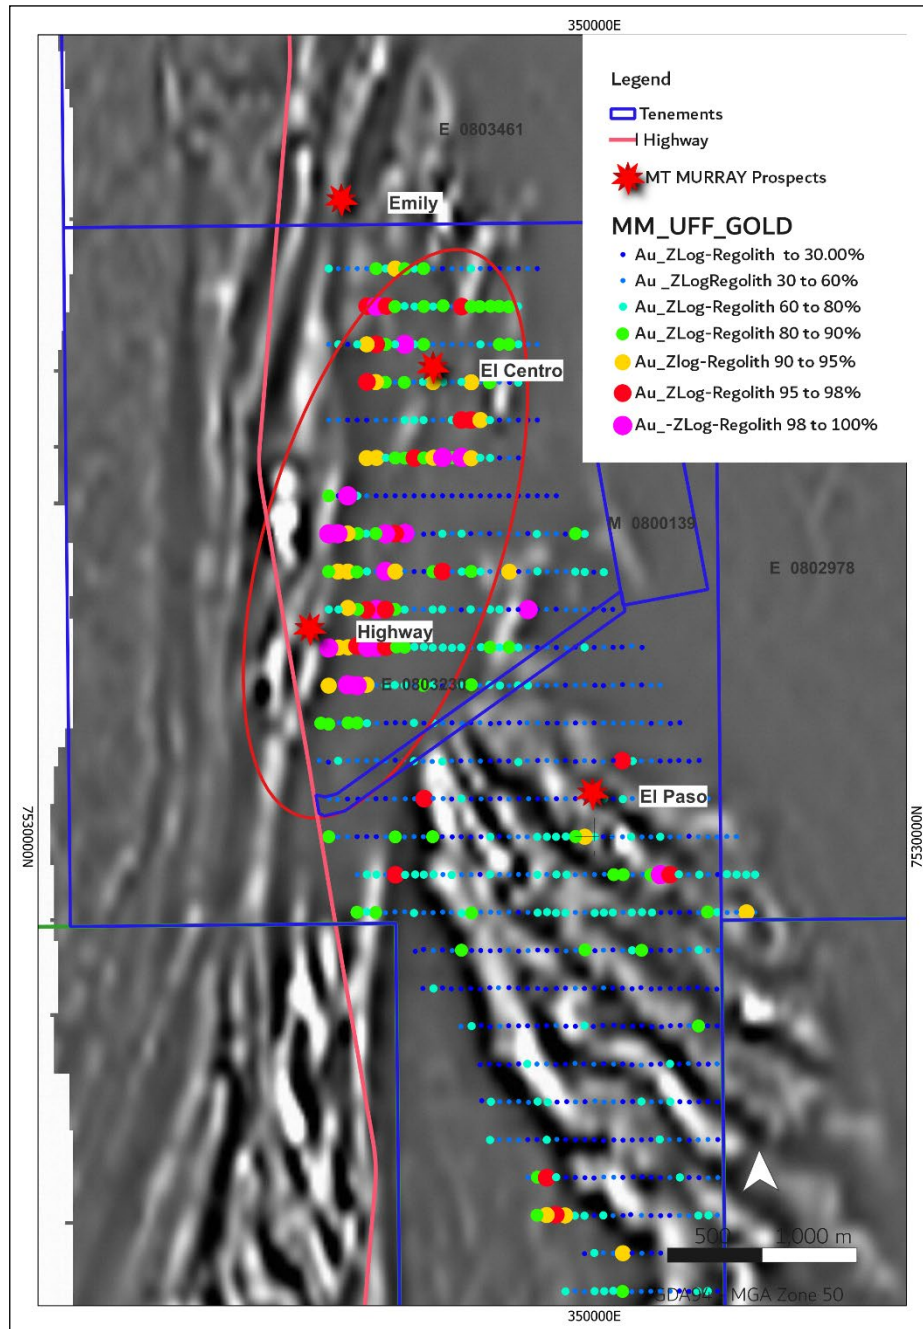 350000E
Legend
Tenements
Highway
MT MURRAY Prospects
MM_UFF_GOLD
Au_ZLog-Regolith to 30.00%
Au _ZLogRegolith 30 to 60%
Au_ZLog-Regolith 60 to 80%
Au_ZLog-Regolith 80 to 90%
Au_Zlog-Regolith 90 to 95%
Au_ZLog-Regolith 95 to 98%
Au_-ZLog-Regolith 98 to 100%
E 0803461
Emily
El Centro
M 0800139
E 0802978
Highway
E 0803230
El Paso
7530000N
7530000N
500 1,000 m
GDA94 MGA Zone 50
350000E